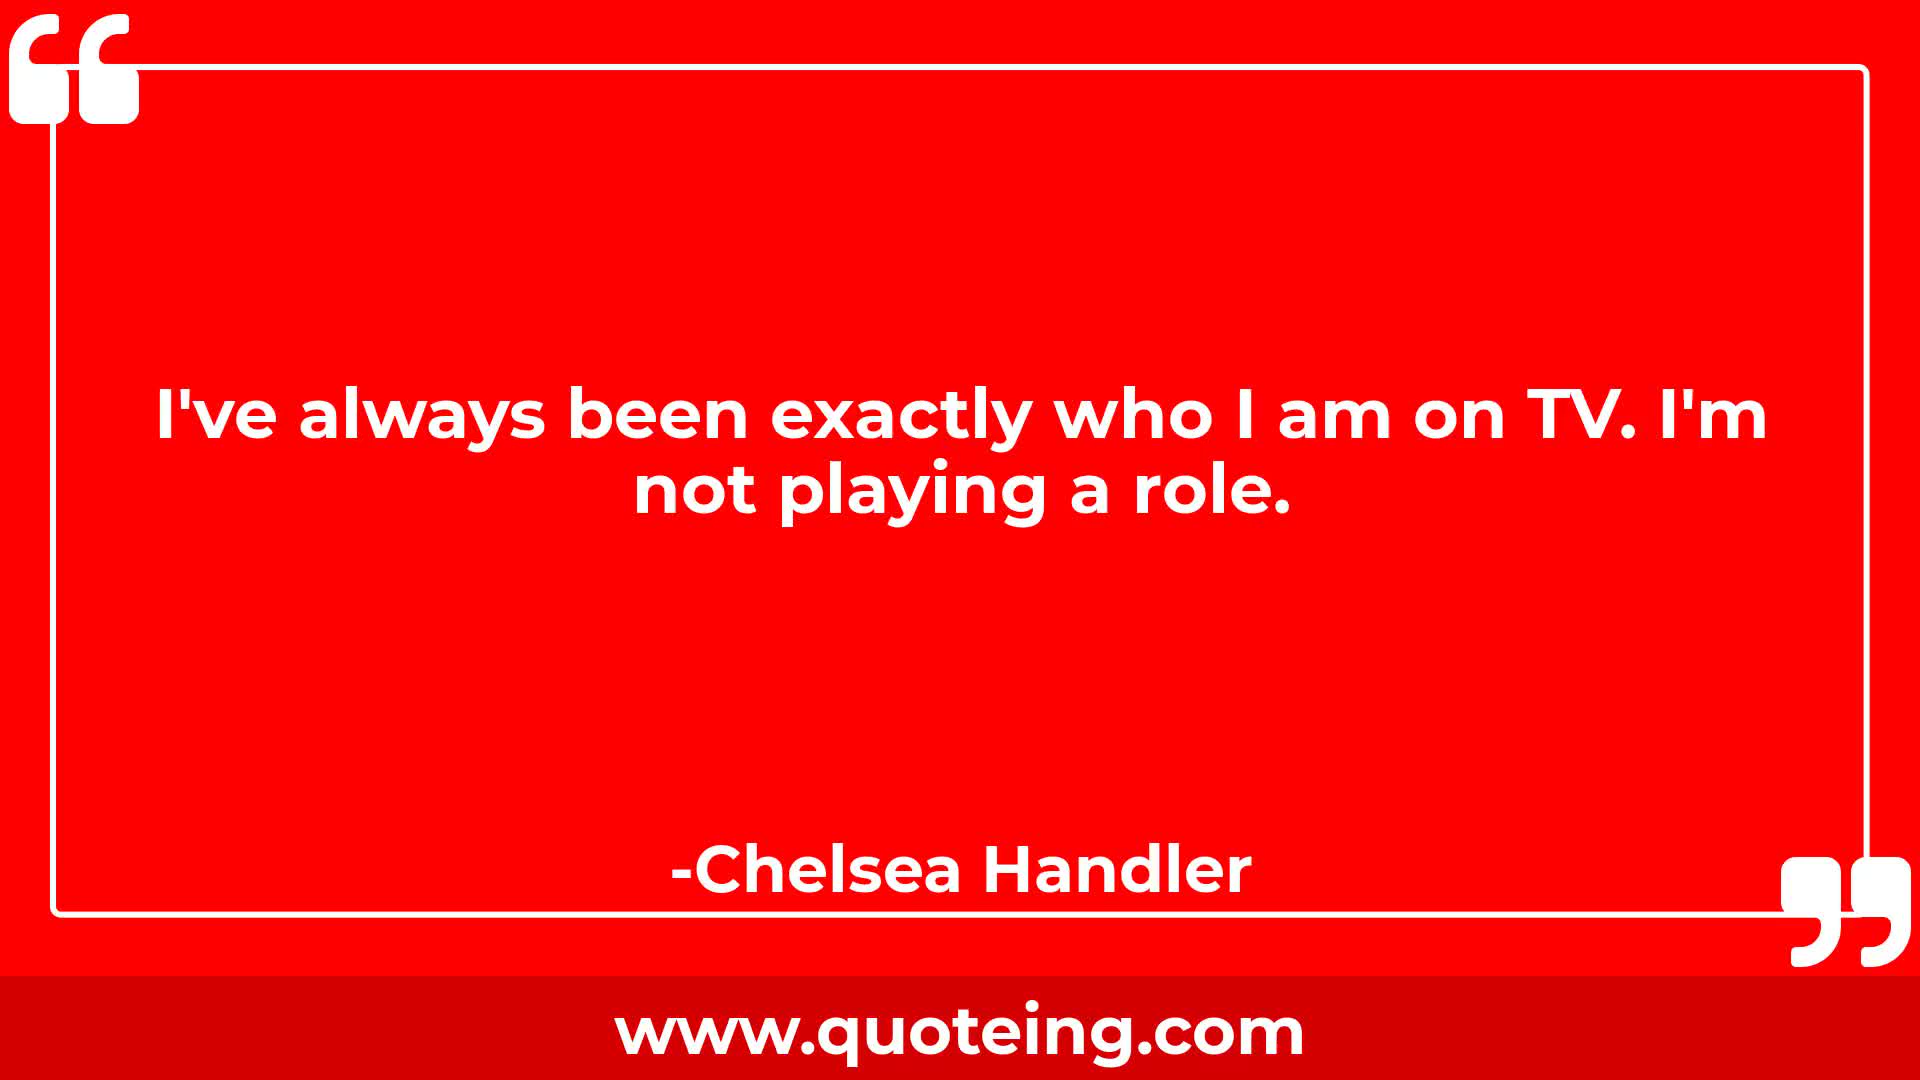 I've always been exactly who I am on TV. I'm
not playing a role.
-Chelsea Handler
www.quoteing.com